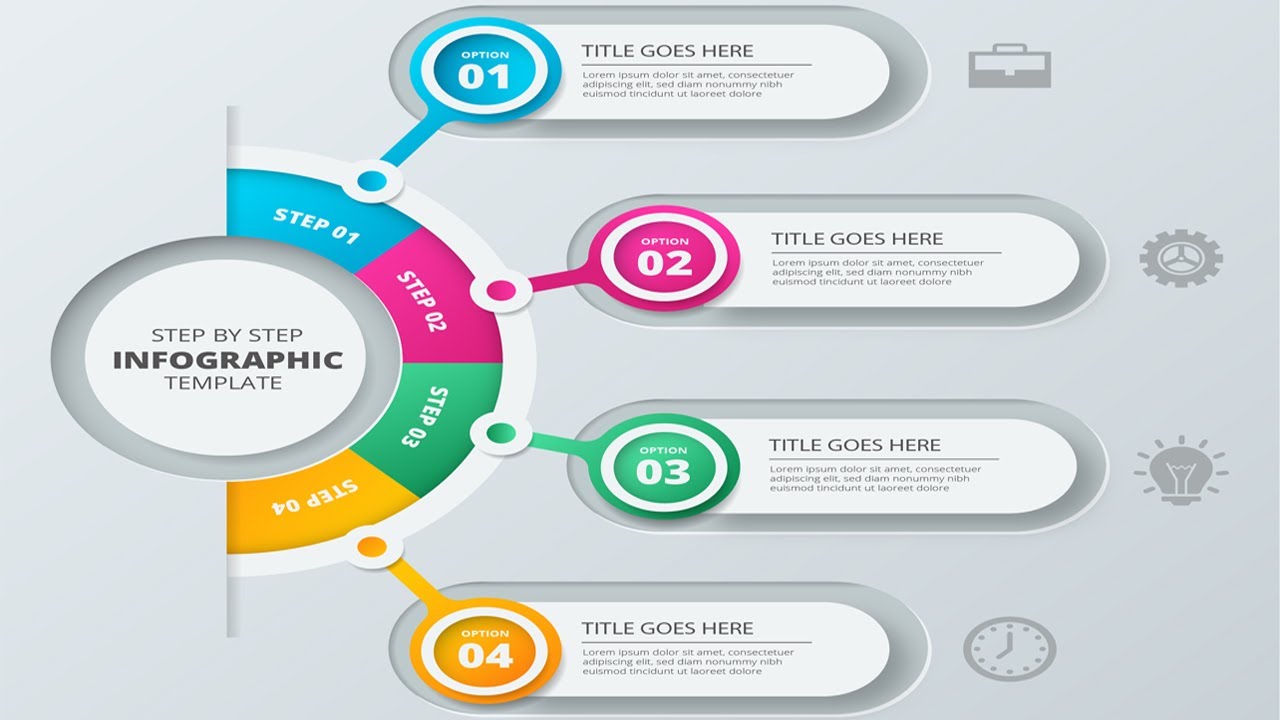 OPTION
01
TITLE GOES HERE
Lorem ipsum dolor sit amet, consectetuer
adipiscing elit, sed diam nonummy nibh
euismod tincidunt ut laoreet dolore
STEP 01
OPTION
02
TITLE GOES HERE
Lorem ipsum dolor sit amet, consectetuer
adipiscing elit, sed diam nonummy nibh
euismod tincidunt ut laoreet dolore
STEP 02
STEP BY STEP
INFOGRAPHIC
TEMPLATE
STEP 03
OPTION
03
TITLE GOES HERE
Lorem ipsum dolor sit amet, consectetuer
adipiscing elit, sed diam nonummy nibh
euismod tincidunt ut laoreet dolore
STEP 04
OPTION
04
TITLE GOES HERE
Lorem ipsum dolor sit amet, consectetuer
adipiscing elit, sed diam nonummy nibh
euismod tincidunt ut laoreet dolore